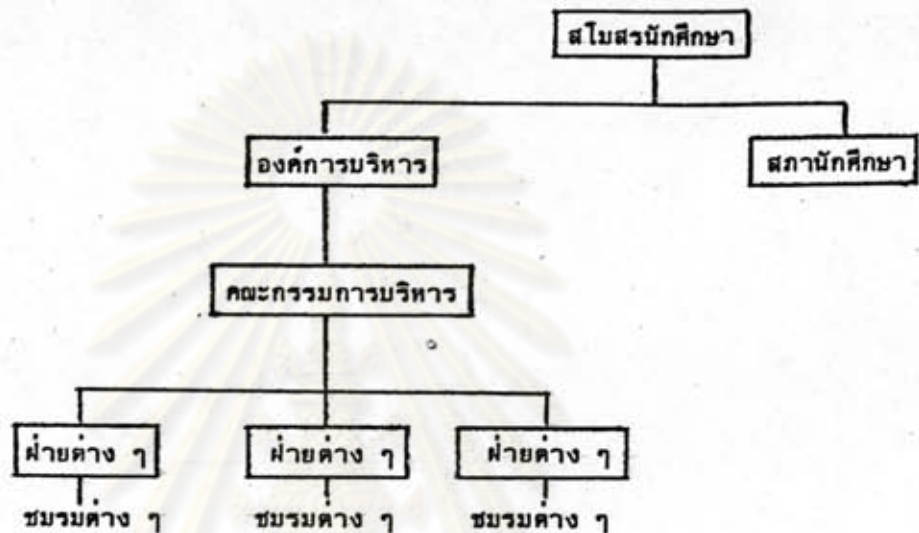 สโมสรนักศึกษา
องค์การบริหาร
สภานักศึกษา
คณะกรรมการบริหาร
ฝ่ายต่าง ๆ
ฝ่ายต่าง ๆ
ฝ่ายต่าง ๆ
ชมรมต่าง ๆ
ชมรมต่าง ๆ
ชมรมต่าง ๆ